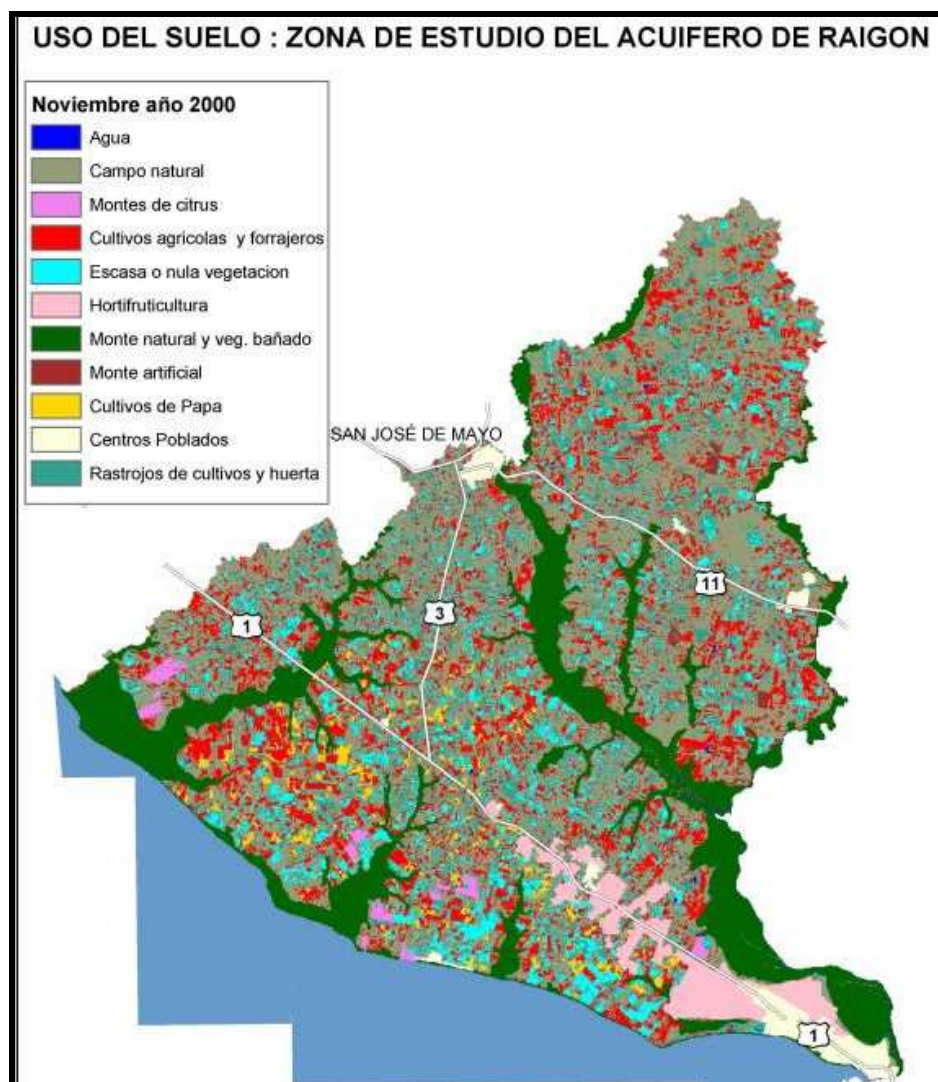 USO DEL SUELO : ZONA DE ESTUDIO DEL ACUIFERO DE RAIGON
Noviembre año 2000
Agua
Campo natural
Montes de citrus
Cultivos agricolas y forrajeros
Escasa o nula vegetacion
Hortifruticultura
Monte natural y veg. bañado
Monte artificial
Cultivos de Papa
Centros Poblados
Rastrojos de cultivos y huerta
SAN JOSÉ DE MAYO
11
3
1
1